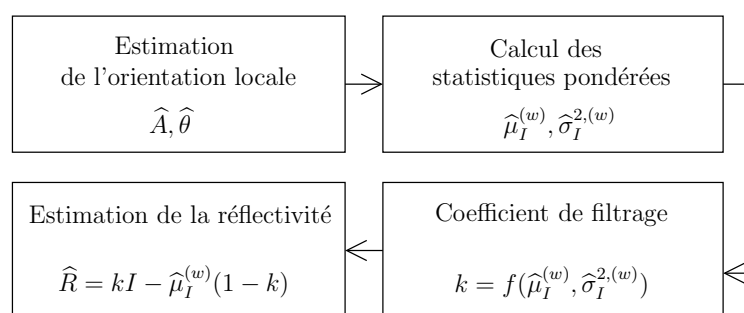 Estimation
de l'orientation locale
Â, θ̂
Calcul des
statistiques pondérées
μ̂_I^{(w)}, σ̂_I^{2,(w)}
Estimation de la réflectivité
R̂ = kI − μ̂_I^{(w)}(1 − k)
Coefficient de filtrage
k = f(μ̂_I^{(w)}, σ̂_I^{2,(w)})